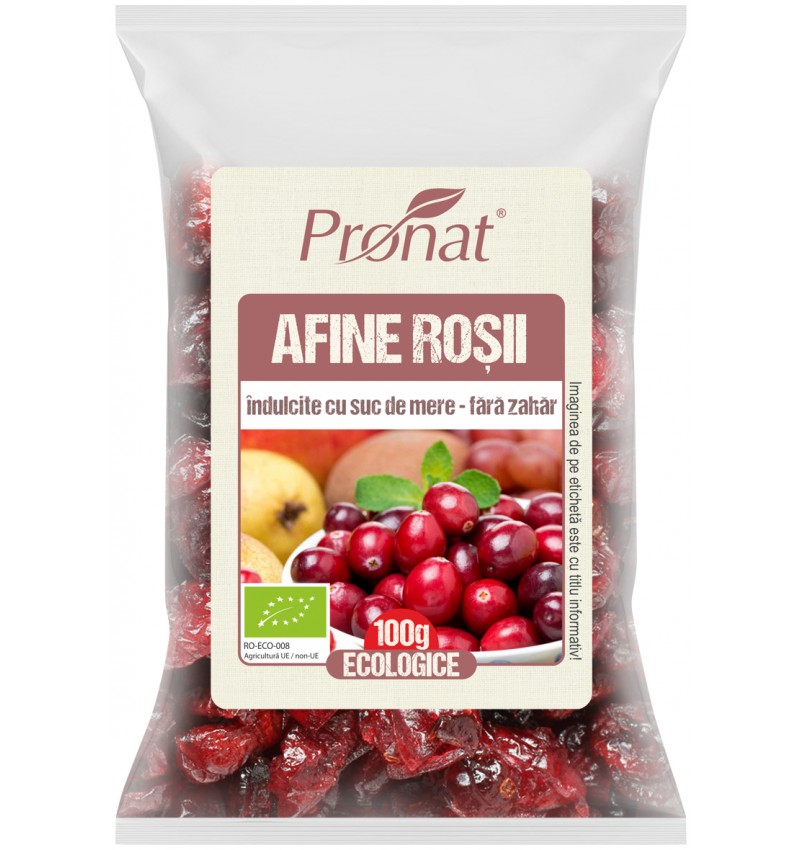 Pronat®
AFINE ROȘII
îndulcite cu suc de mere - fără zahăr
Imaginea de pe etichetă este cu titlu informativ!
100g
ECOLOGICE
RO-ECO-008
Agricultură UE / non-UE